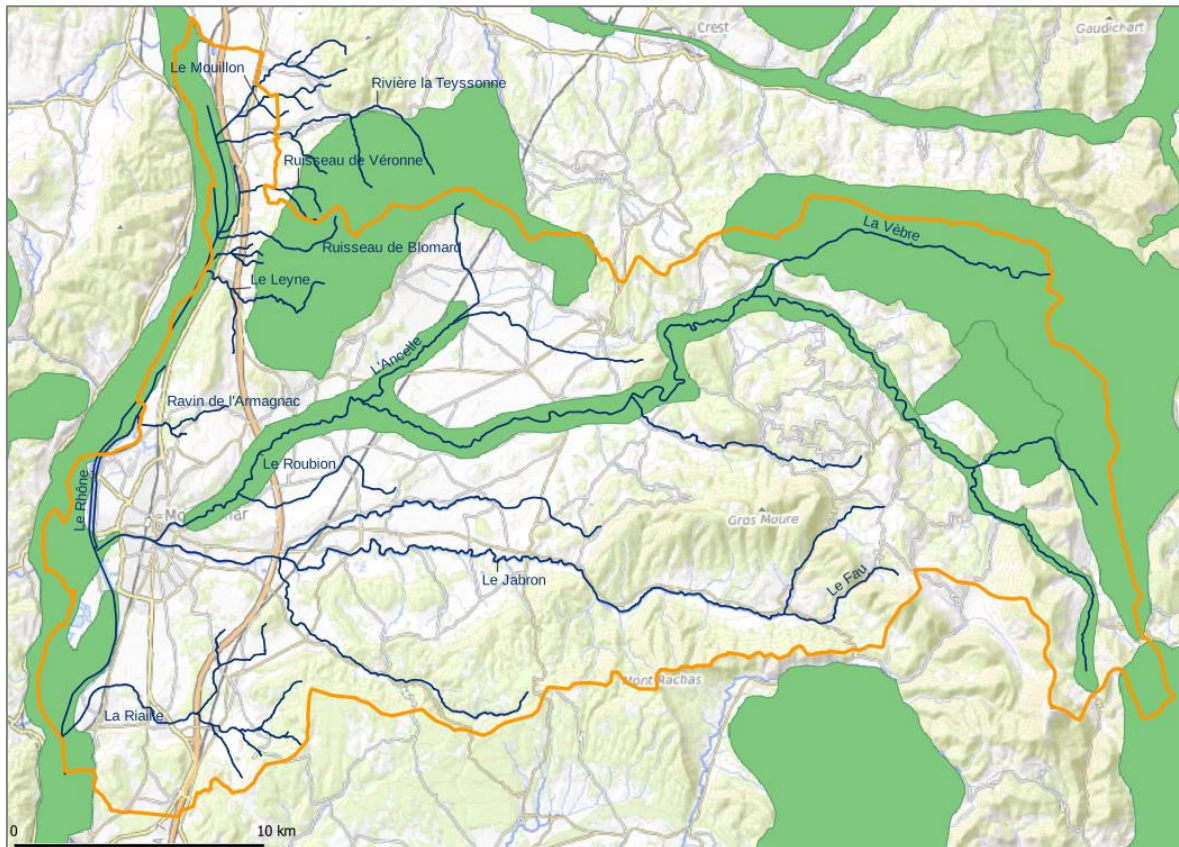 Crest
Gaudichart
Le Mouillon
Rivière la Teyssonne
Ruisseau de Véronne
La Vèbre
Ruisseau de Blomard
Le Leyne
L'Ancelle
Ravin de l'Armagnac
Le Roubion
Le Rhône
Gros Moure
Le Jabron
Le Fau
Mont Rachas
La Riaille
0
10 km